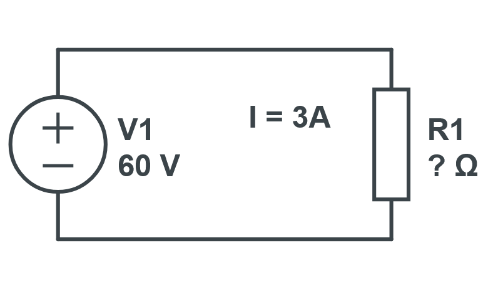 V1
60 V
I = 3A
R1
? Ω